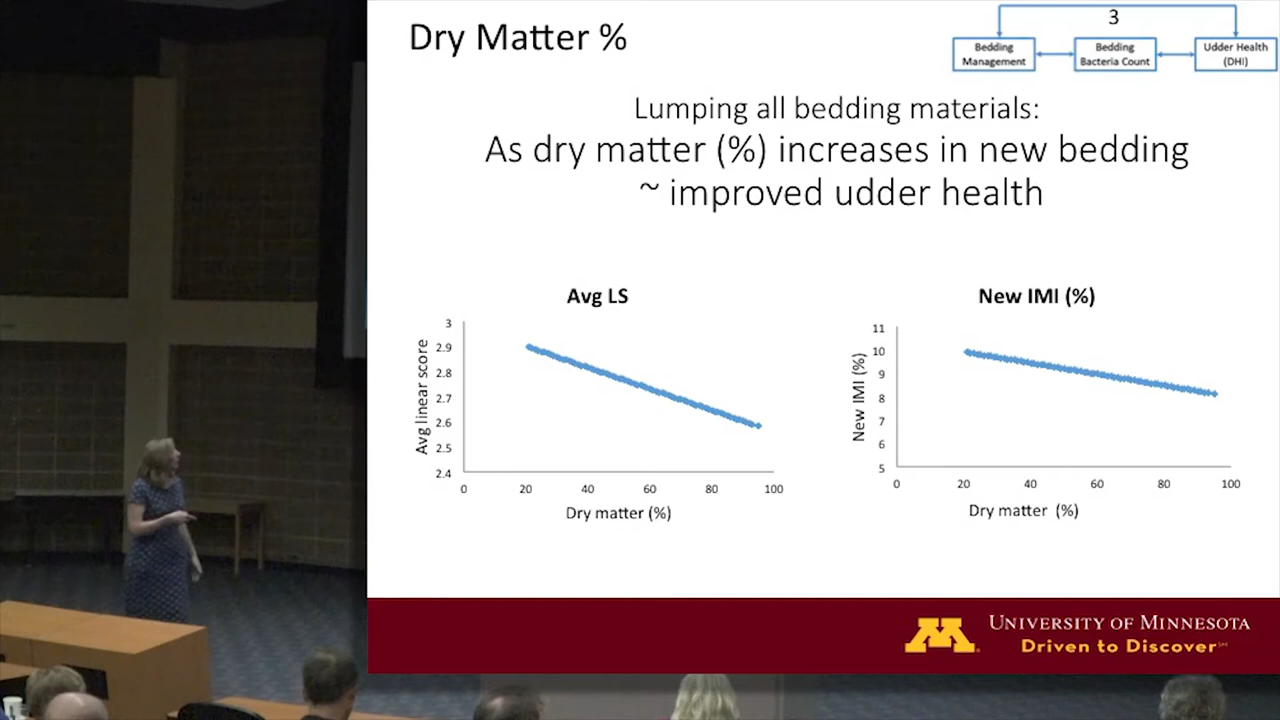 Dry Matter %
3
Bedding Management
Bedding Bacteria Count
Udder Health (DHI)
Lumping all bedding materials:
As dry matter (%) increases in new bedding
~ improved udder health
Avg LS
3
2.9
2.8
2.7
2.6
2.5
2.4
Avg linear score
0
20
40
60
80
100
Dry matter (%)
New IMI (%)
11
10
9
8
7
6
5
New IMI (%)
0
20
40
60
80
100
Dry matter (%)
M
UNIVERSITY OF MINNESOTA
Driven to Discover℠